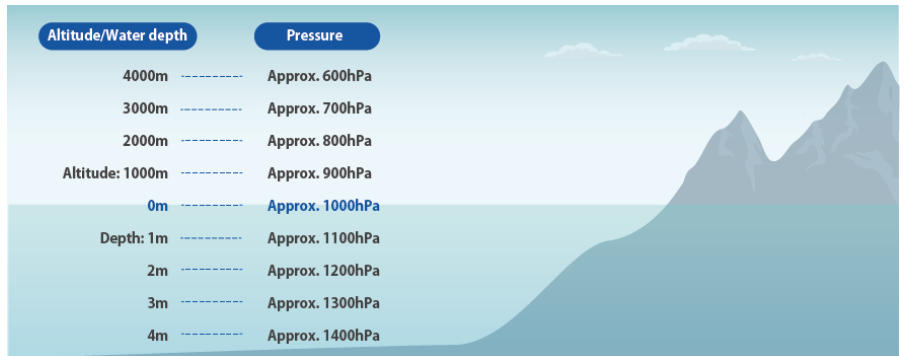 Altitude/Water depth Pressure
4000m Approx. 600hPa
3000m Approx. 700hPa
2000m Approx. 800hPa
Altitude: 1000m Approx. 900hPa
0m Approx. 1000hPa
Depth: 1m Approx. 1100hPa
2m Approx. 1200hPa
3m Approx. 1300hPa
4m Approx. 1400hPa